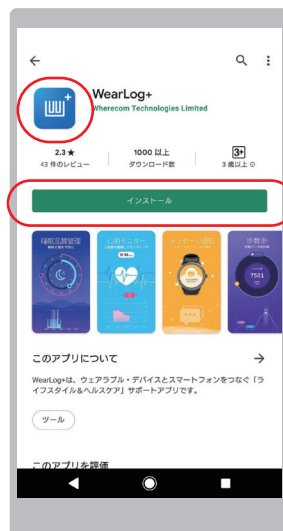 WearLog+
Wherecom Technologies Limited
2.3★
43 件のレビュー
1000 以上
ダウンロード数
3+
3 歳以上
インストール
睡眠品質管理
心拍モニター
メッセージ通知
歩数計
7501
このアプリについて
WearLog+は、ウェアラブル・デバイスとスマートフォンをつなぐ「ラ
イフスタイル&ヘルスケア」サポートアプリです。
ツール
このアプリを評価